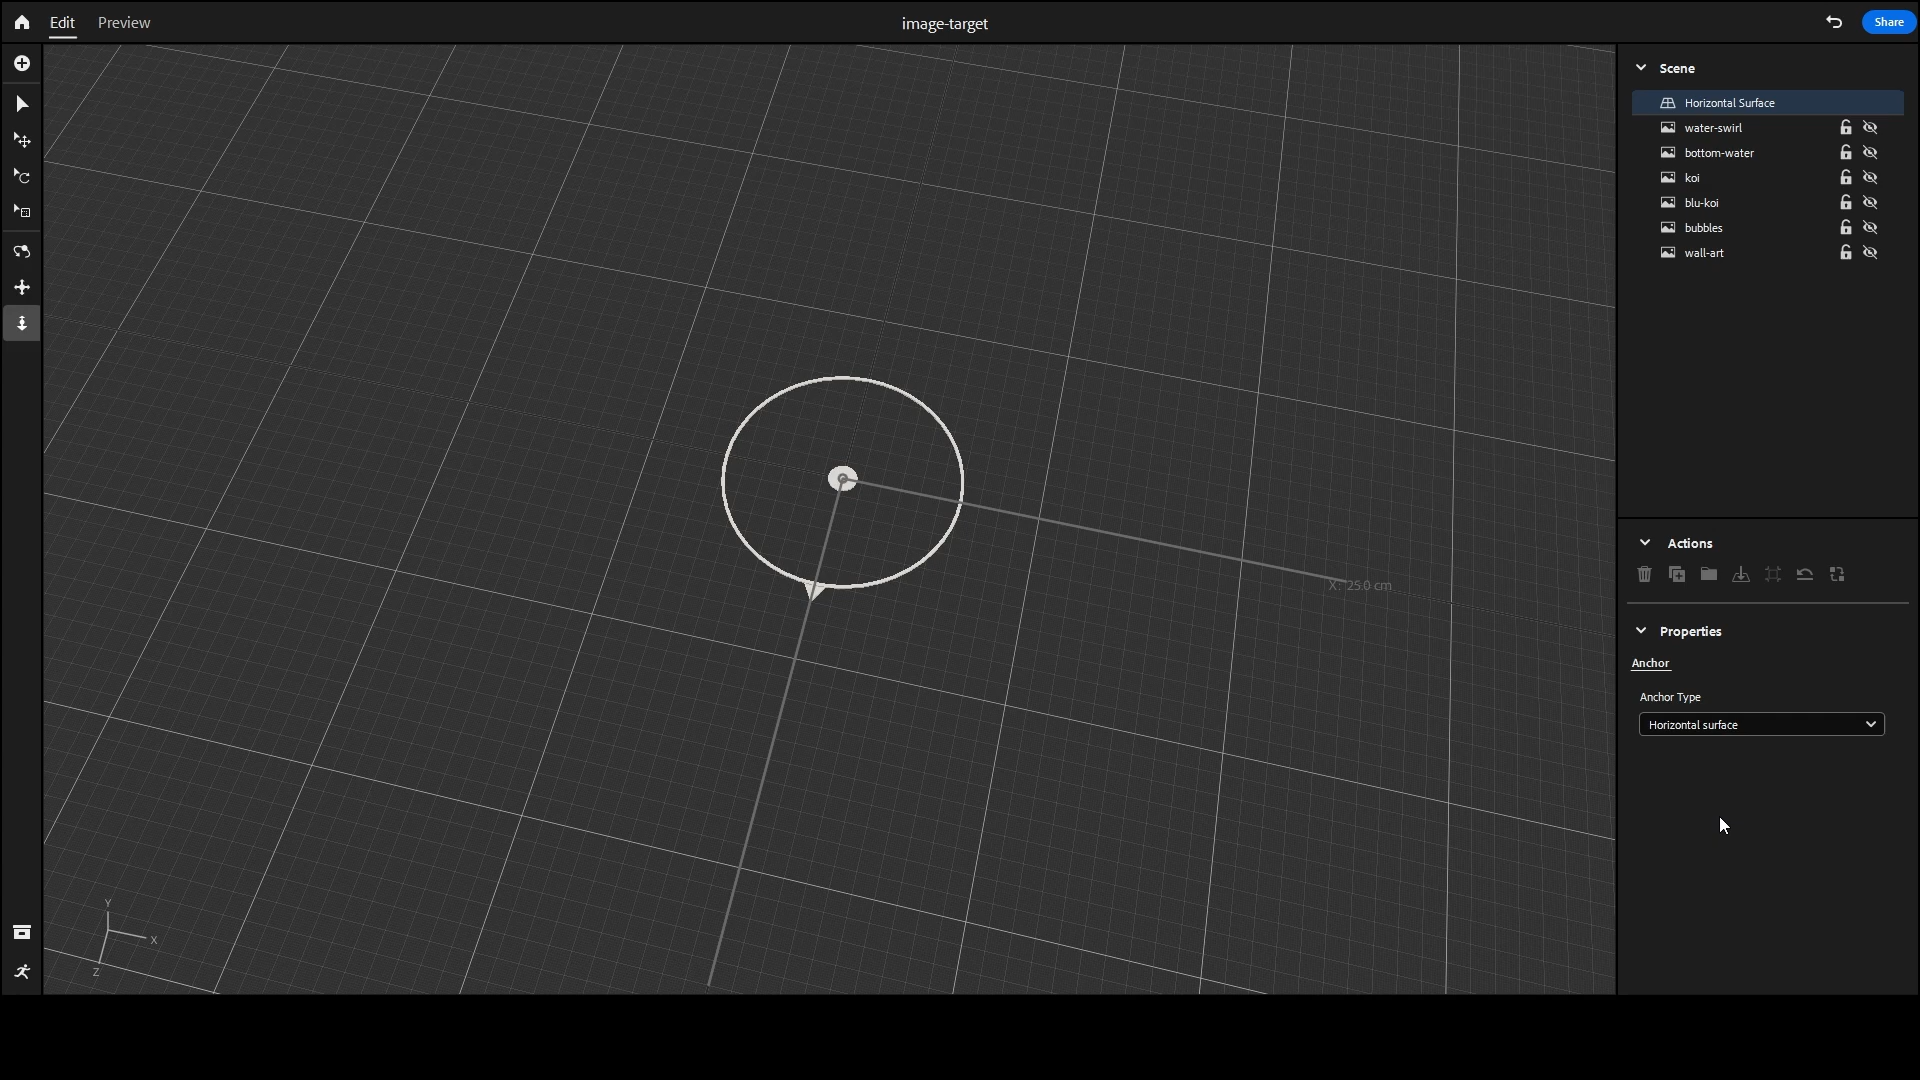 Edit Preview image-target Share
Scene
Horizontal Surface
water-swirl
bottom-water
koi
blu-koi
bubbles
wall-art
Actions
X: 25.0 cm
Properties
Anchor
Anchor Type
Horizontal surface
Y
X
Z